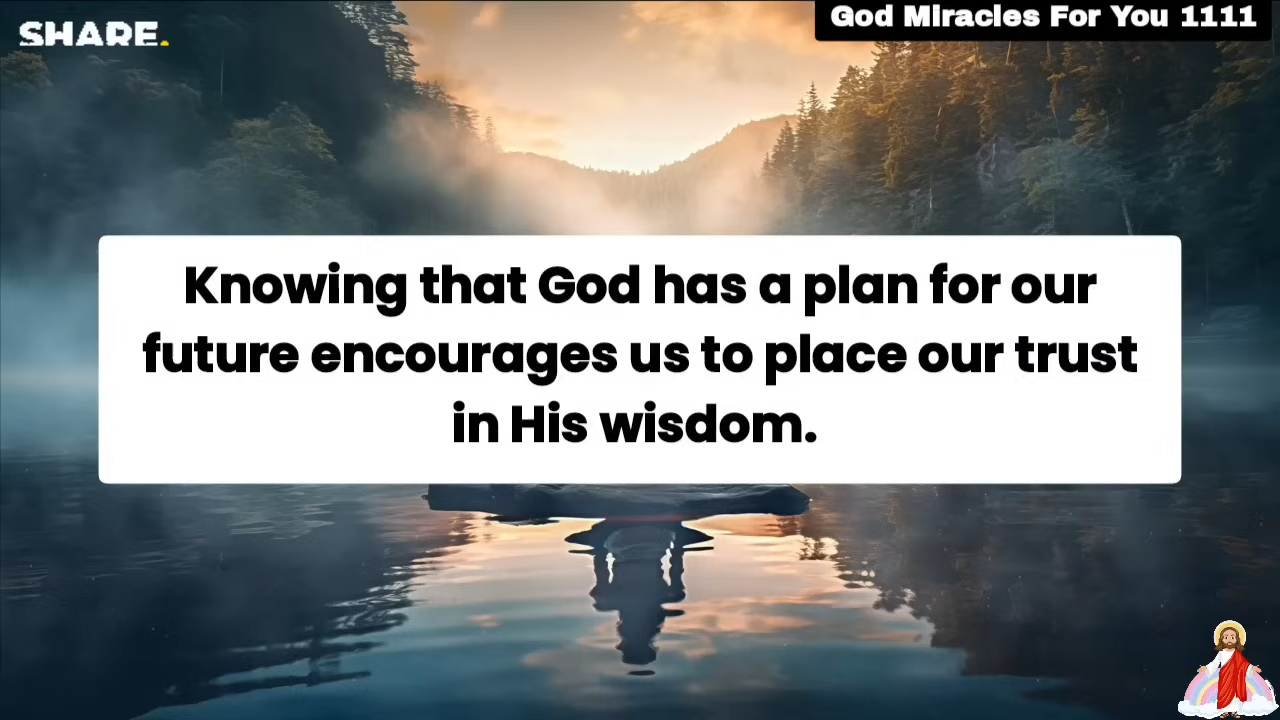 SHARE.
God Miracles For You 1111
Knowing that God has a plan for our
future encourages us to place our trust
in His wisdom.